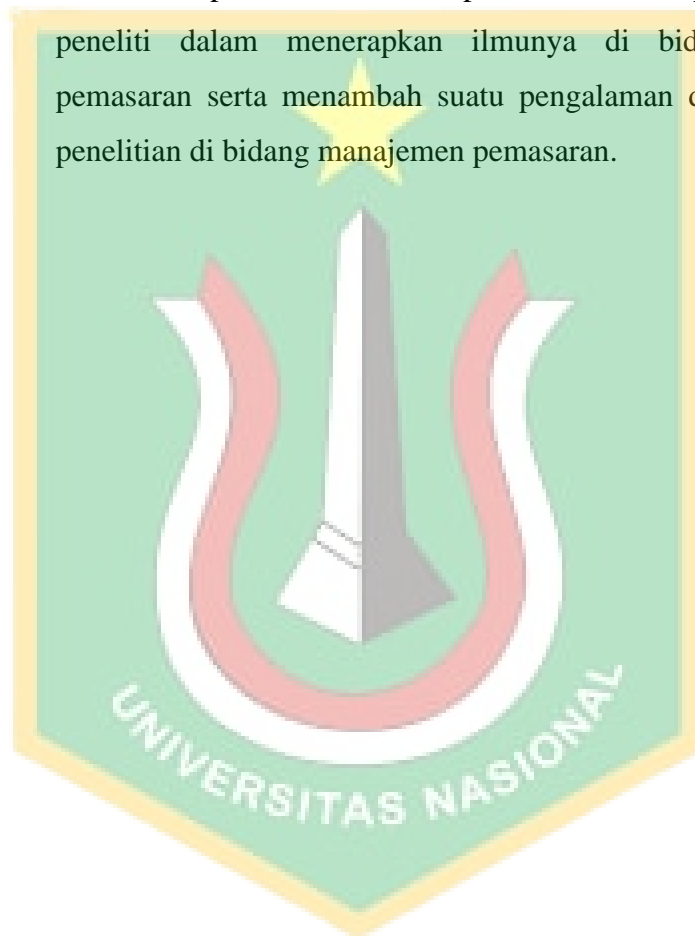 peneliti dalam menerapkan ilmunya di
pemasaran serta menambah suatu pengalaman
penelitian di bidang manajemen pemasaran.
UNIVERSITAS NASIONAL